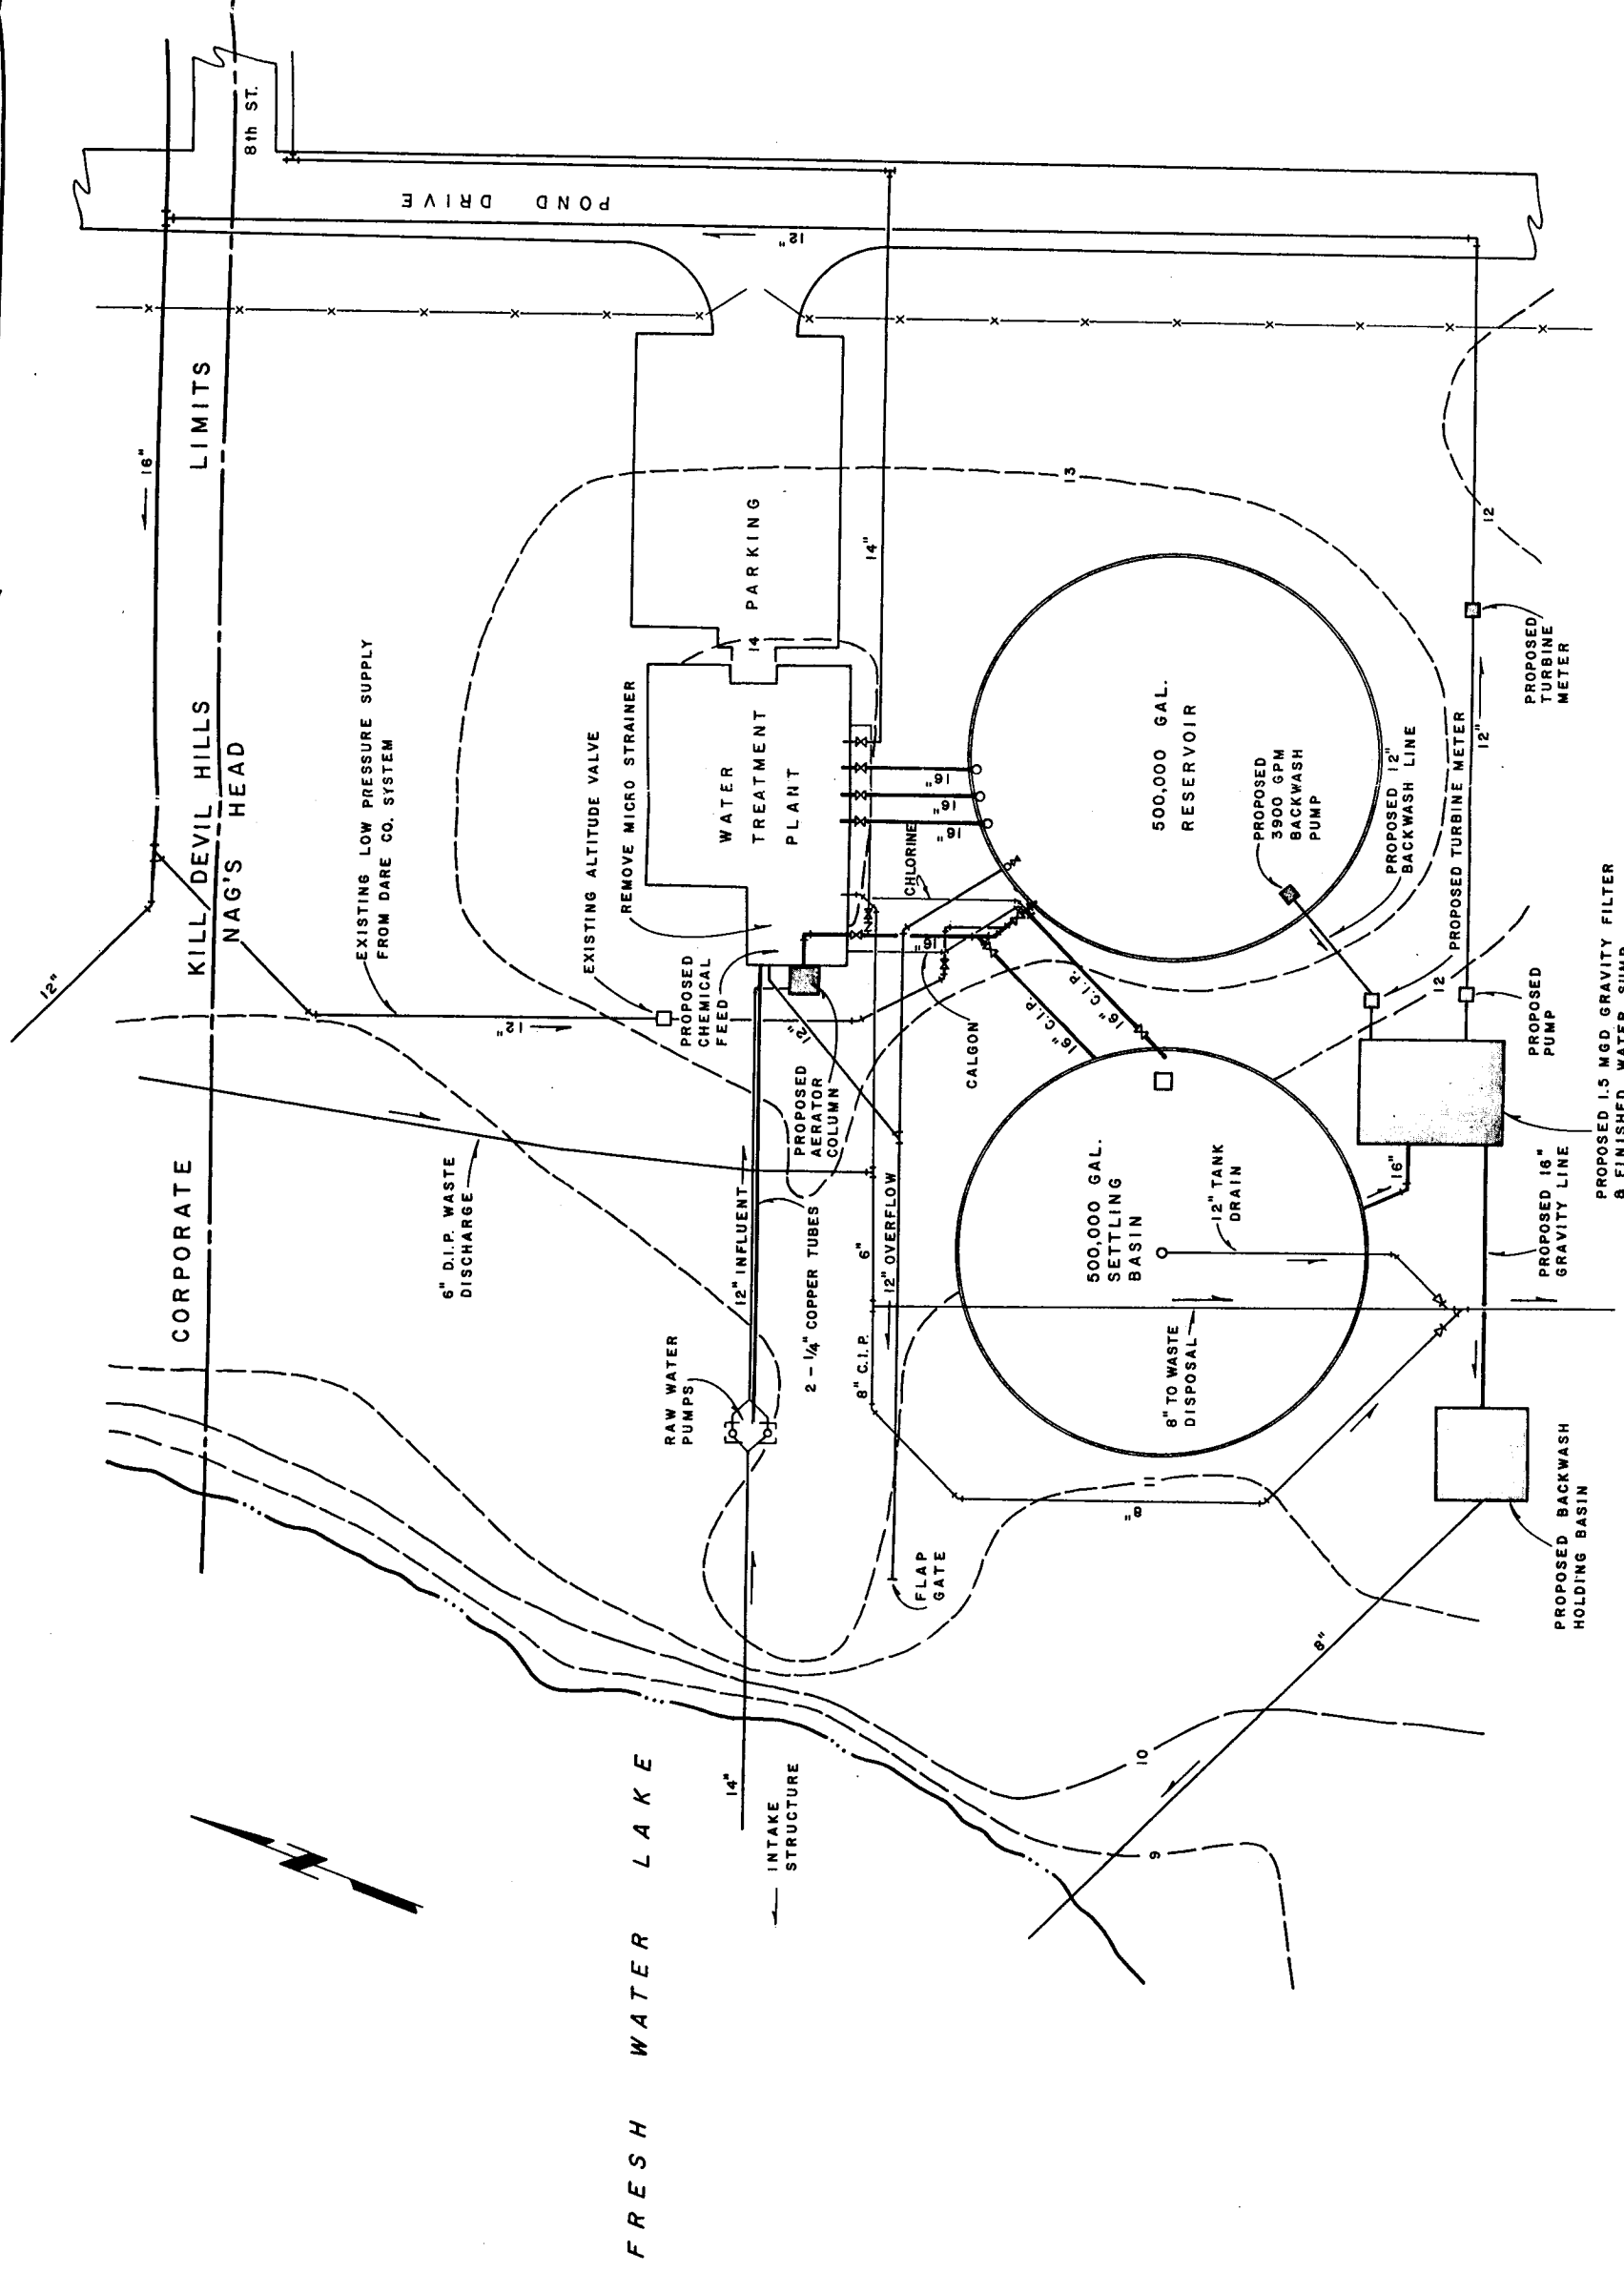 8th ST.
POND DRIVE
12"
16"
12"
CORPORATE LIMITS
KILL DEVIL HILLS
NAG'S HEAD
EXISTING LOW PRESSURE SUPPLY
FROM DARE CO. SYSTEM
12"
EXISTING ALTITUDE VALVE
REMOVE MICRO STRAINER
PROPOSED
CHEMICAL
FEED
PROPOSED
AERATOR
COLUMN
6" D.I.P. WASTE
DISCHARGE
12" INFLUENT
2 - 1/4" COPPER TUBES
RAW WATER
PUMPS
14"
INTAKE
STRUCTURE
FRESH WATER LAKE
WATER
TREATMENT
PLANT
14 PARKING
13
14"
16"
16"
16"
CHLORINE
16"
CALGON
12"
16" C.I.P.
16" C.I.P.
6"
12" OVERFLOW
8" C.I.P.
FLAP
GATE
500,000 GAL.
RESERVOIR
500,000 GAL.
SETTLING
BASIN
12" TANK
DRAIN
8" TO WASTE
DISPOSAL
8"
11
10
9
8"
PROPOSED
3900 GPM
BACKWASH
PUMP
PROPOSED 12"
BACKWASH LINE
PROPOSED TURBINE METER
12"
12
12
PROPOSED
TURBINE
METER
PROPOSED
PUMP
16"
PROPOSED 16"
GRAVITY LINE
PROPOSED 1.5 MGD GRAVITY FILTER
& FINISHED WATER SUMP
PROPOSED BACKWASH
HOLDING BASIN